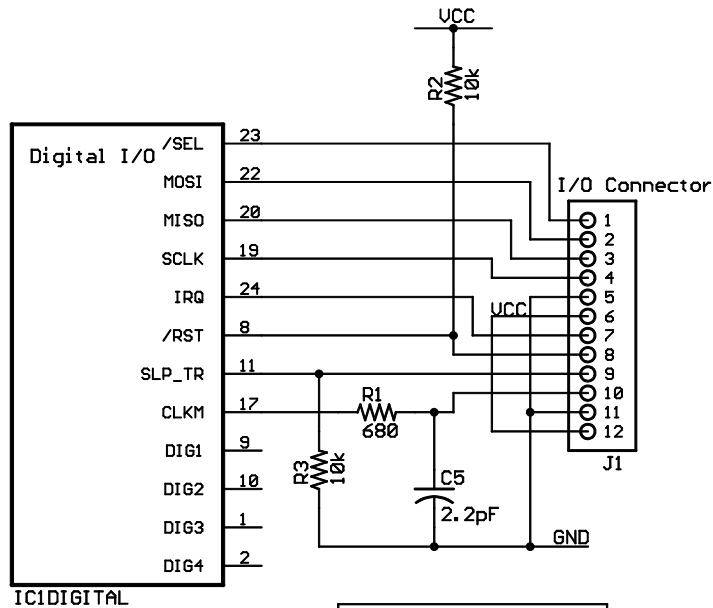 VCC
R2
10k
Digital I/O
/SEL 23
MOSI 22
MISO 20
SCLK 19
IRQ 24
/RST 8
SLP_TR 11
CLKM 17
DIG1 9
DIG2 10
DIG3 1
DIG4 2
IC1DIGITAL
I/O Connector
1
2
3
4
5
6
7
8
9
10
11
12
J1
VCC
R1
680
R3
10k
C5
2.2pF
GND